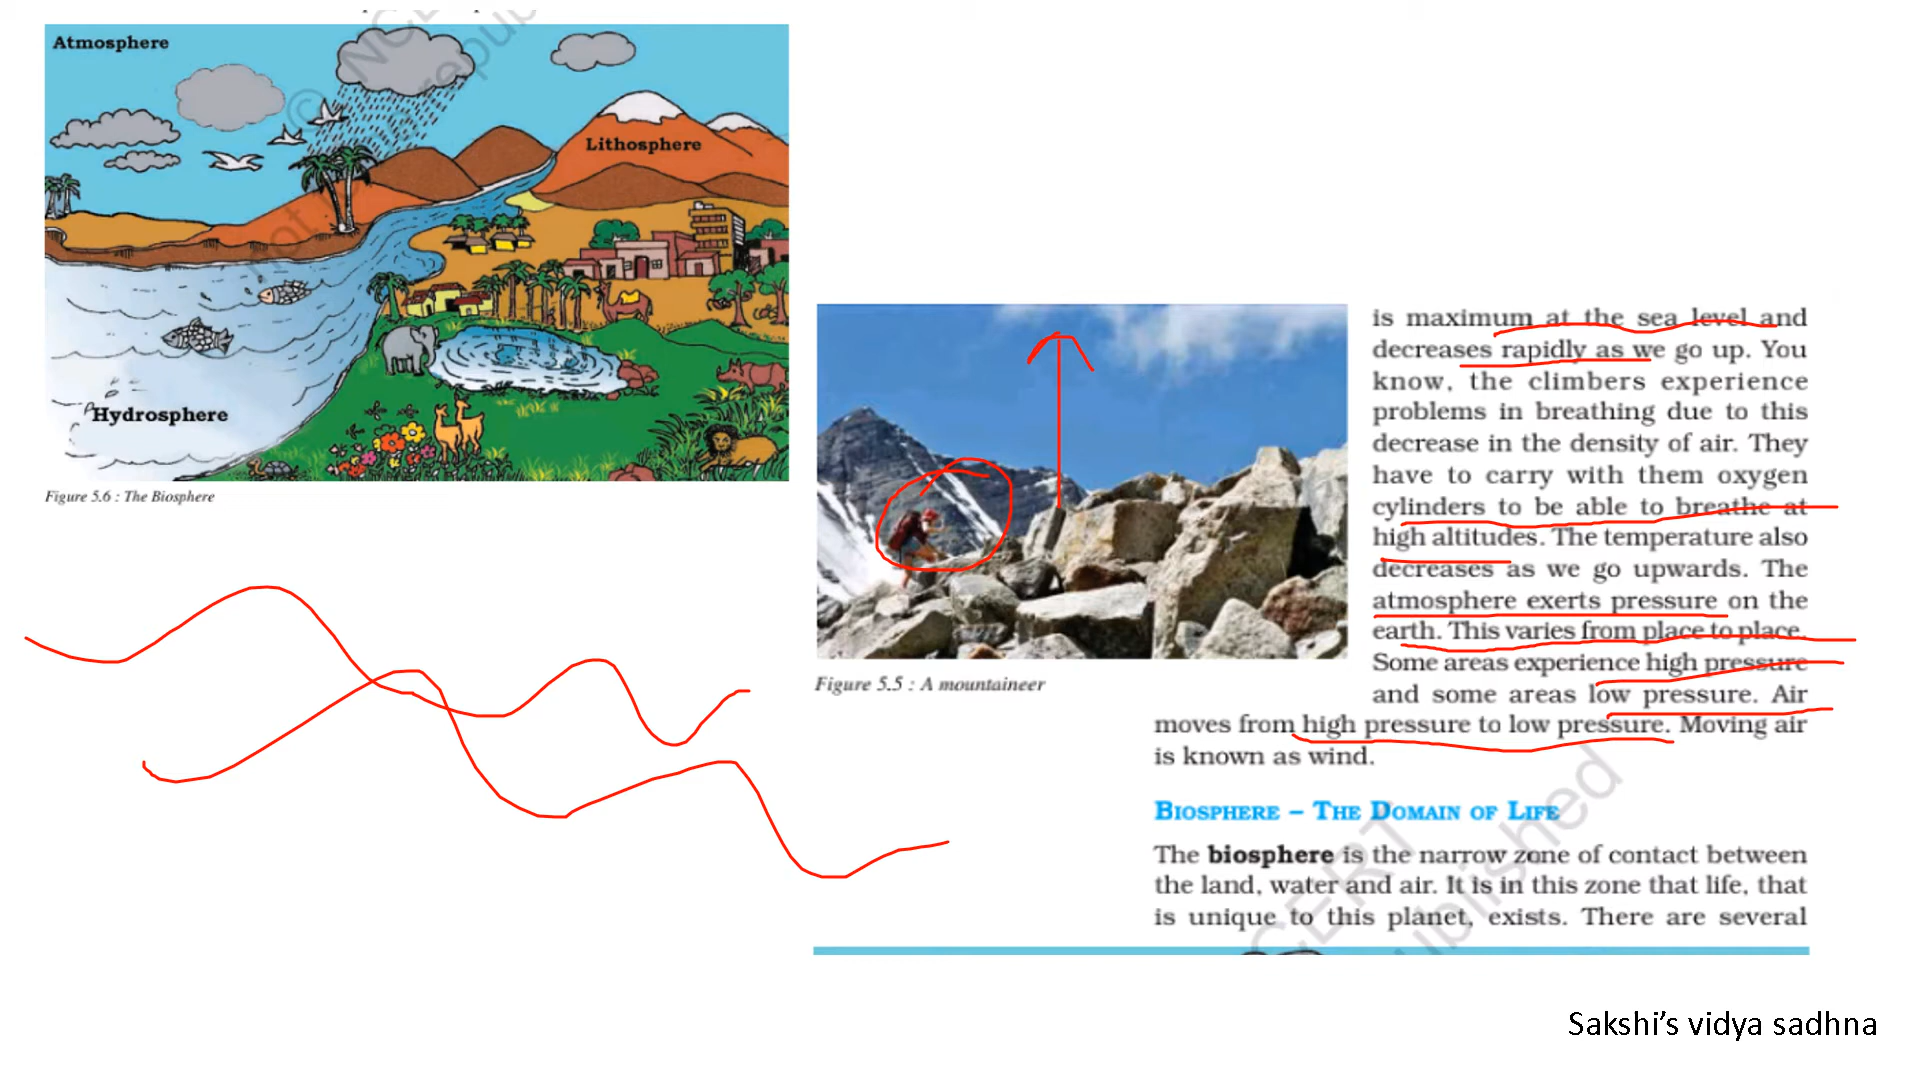 Atmosphere
Lithosphere
Hydrosphere
Figure 5.6 : The Biosphere
is maximum at the sea level and
decreases rapidly as we go up. You
know, the climbers experience
problems in breathing due to this
decrease in the density of air. They
have to carry with them oxygen
cylinders to be able to breathe at
high altitudes. The temperature also
decreases as we go upwards. The
atmosphere exerts pressure on the
earth. This varies from place to place.
Some areas experience high pressure
and some areas low pressure. Air
moves from high pressure to low pressure. Moving air
is known as wind.
Figure 5.5 : A mountaineer
BIOSPHERE – THE DOMAIN OF LIFE
The biosphere is the narrow zone of contact between
the land, water and air. It is in this zone that life, that
is unique to this planet, exists. There are several
Sakshi's vidya sadhna